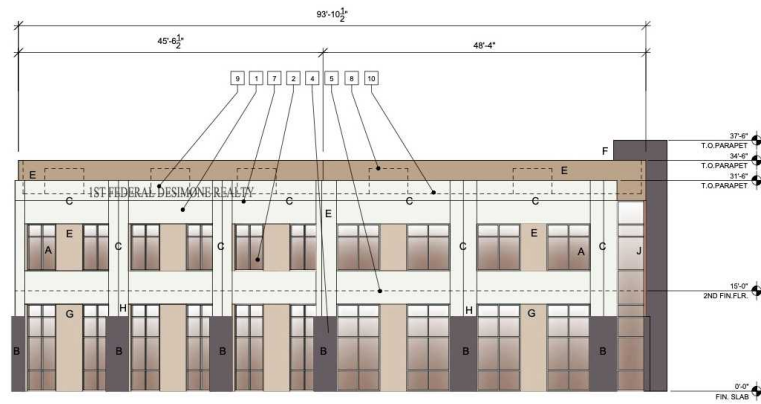 93'-10 1/2"
45'-6 1/2"
48'-4"
9 1 7 2 4 5 8 10
F
37'-6"
T.O.PARAPET
34'-6"
T.O.PARAPET
31'-6"
T.O.PARAPET
E E
1ST FEDERAL DESIMONE REALTY
C C C C
E
E E
A C C C C A J
15'-0"
2ND FIN.FLR.
G H H G
B B B B B B
0'-0"
FIN. SLAB